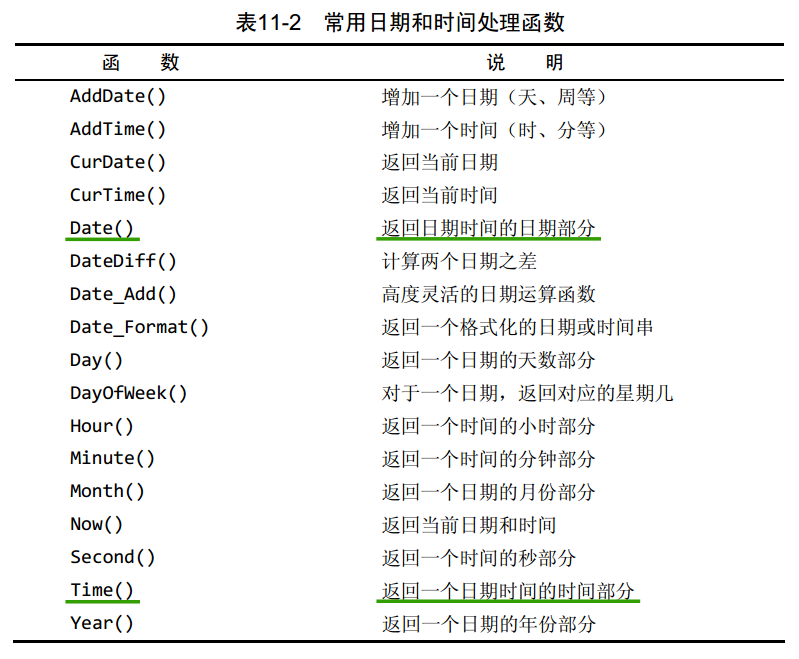 表11-2 常用日期和时间处理函数
函 数 说 明
AddDate() 增加一个日期（天、周等）
AddTime() 增加一个时间（时、分等）
CurDate() 返回当前日期
CurTime() 返回当前时间
Date() 返回日期时间的日期部分
DateDiff() 计算两个日期之差
Date_Add() 高度灵活的日期运算函数
Date_Format() 返回一个格式化的日期或时间串
Day() 返回一个日期的天数部分
DayOfWeek() 对于一个日期，返回对应的星期几
Hour() 返回一个时间的小时部分
Minute() 返回一个时间的分钟部分
Month() 返回一个日期的月份部分
Now() 返回当前日期和时间
Second() 返回一个时间的秒部分
Time() 返回一个日期时间的时间部分
Year() 返回一个日期的年份部分